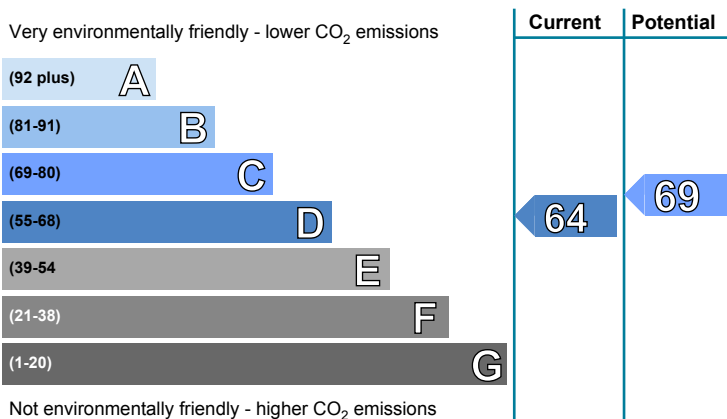 Current Potential
Very environmentally friendly - lower CO2 emissions
(92 plus) A
(81-91) B
(69-80) C
69
(55-68) D
64
(39-54 E
(21-38) F
(1-20) G
Not environmentally friendly - higher CO2 emissions